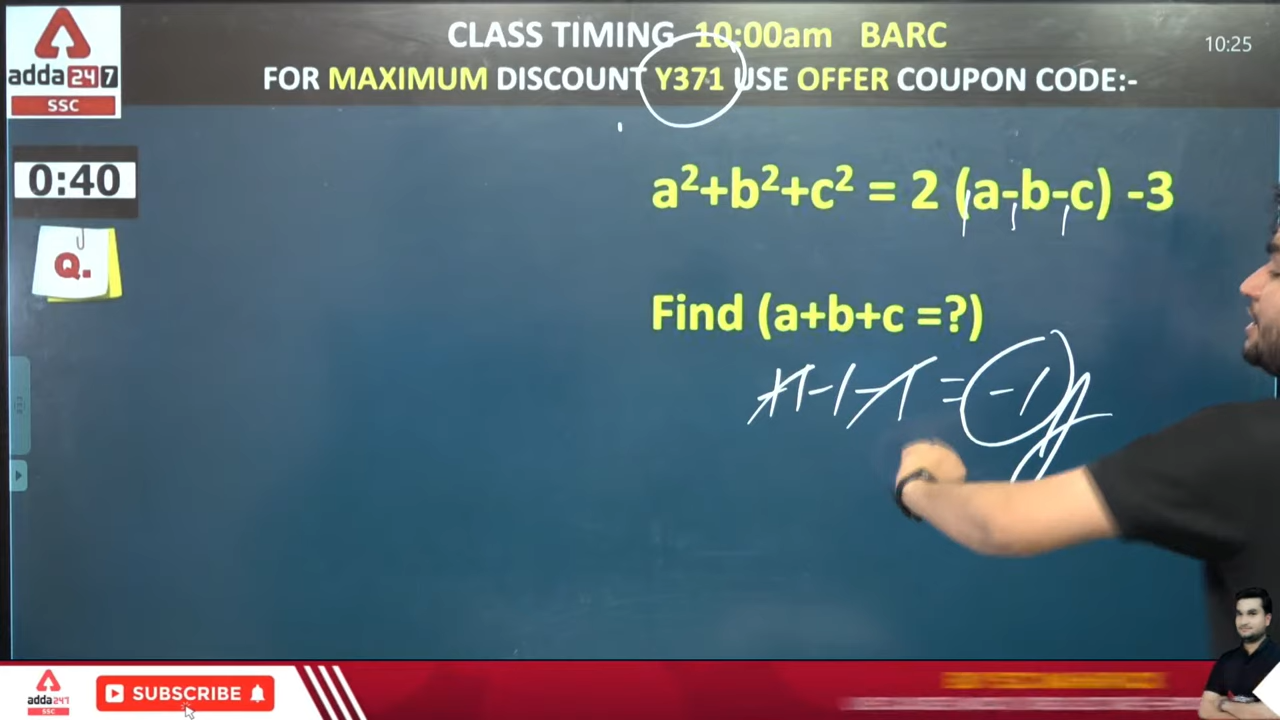 CLASS TIMING 10:00am BARC
10:25
FOR MAXIMUM DISCOUNT Y371 USE OFFER COUPON CODE:-
adda247
SSC
0:40
Q.
a²+b²+c² = 2 (a-b-c) -3
Find (a+b+c =?)
+1-1-1 = -1
adda247
SSC
SUBSCRIBE